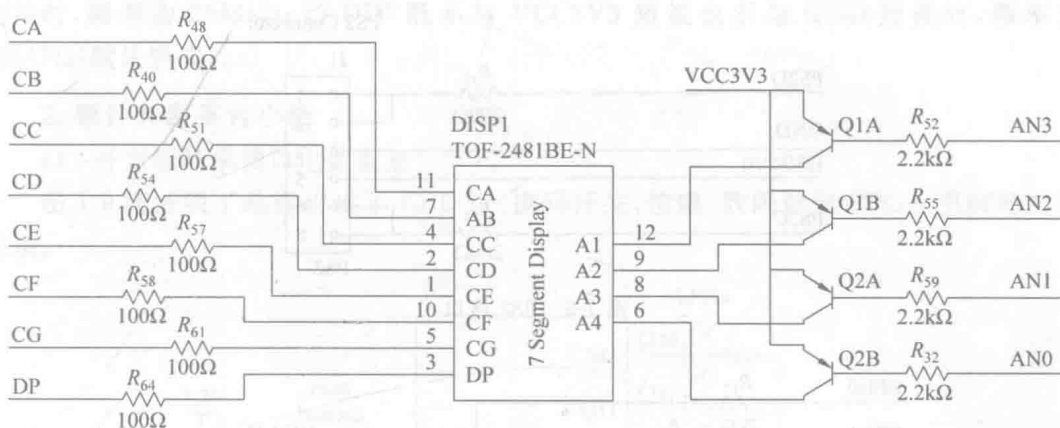 CA
R48
100Ω
CB
R40
100Ω
CC
R51
100Ω
CD
R54
100Ω
CE
R57
100Ω
CF
R58
100Ω
CG
R61
100Ω
DP
R64
100Ω
DISP1
TOF-2481BE-N
11 CA
7 AB
4 CC
2 CD
1 CE
10 CF
5 CG
3 DP
7 Segment Display
A1 12
A2 9
A3 8
A4 6
VCC3V3
Q1A R52 AN3
2.2kΩ
Q1B R55 AN2
2.2kΩ
Q2A R59 AN1
2.2kΩ
Q2B R32 AN0
2.2kΩ